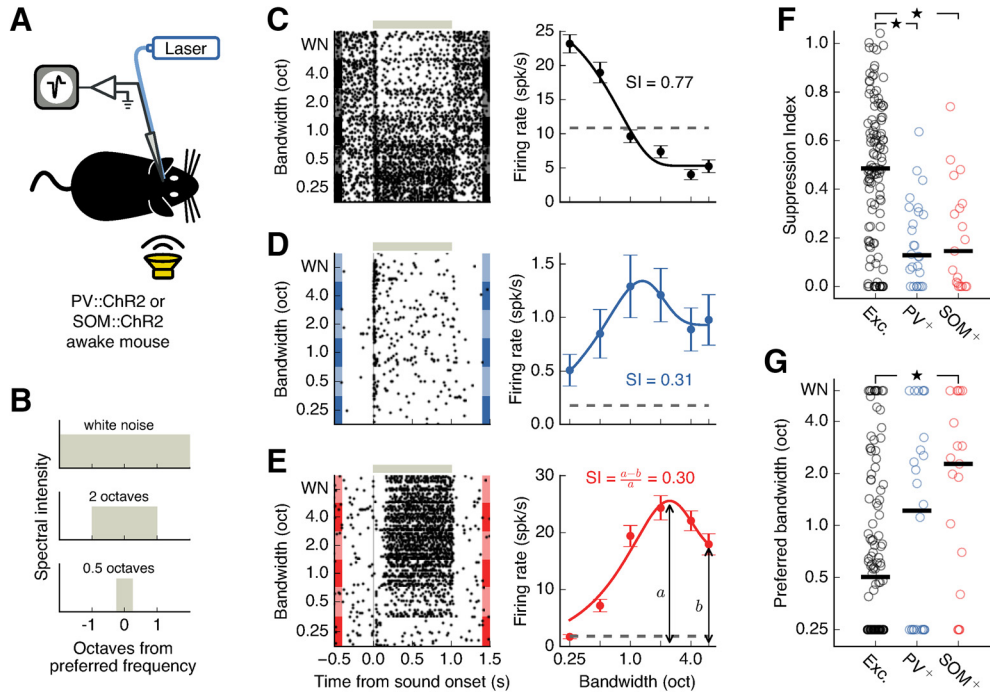 A
Laser
PV::ChR2 or
SOM::ChR2
awake mouse
B
white noise
2 octaves
0.5 octaves
Spectral intensity
-1 0 1
Octaves from
preferred frequency
C
Bandwidth (oct)
WN
4.0
2.0
1.0
0.5
0.25
Firing rate (spk/s)
25
20
15
10
5
0
SI = 0.77
D
Bandwidth (oct)
WN
4.0
2.0
1.0
0.5
0.25
Firing rate (spk/s)
1.5
1.0
0.5
0.0
SI = 0.31
E
Bandwidth (oct)
WN
4.0
2.0
1.0
0.5
0.25
−0.5 0.0 0.5 1.0 1.5
Time from sound onset (s)
Firing rate (spk/s)
30
20
10
0
SI = a−b/a = 0.30
a
b
0.25 1.0 4.0
Bandwidth (oct)
F
★
★
Suppression Index
1.0
0.8
0.6
0.4
0.2
0.0
Exc. PV+ SOM+
G
★
Preferred bandwidth (oct)
WN
4.0
2.0
1.0
0.5
0.25
Exc. PV+ SOM+